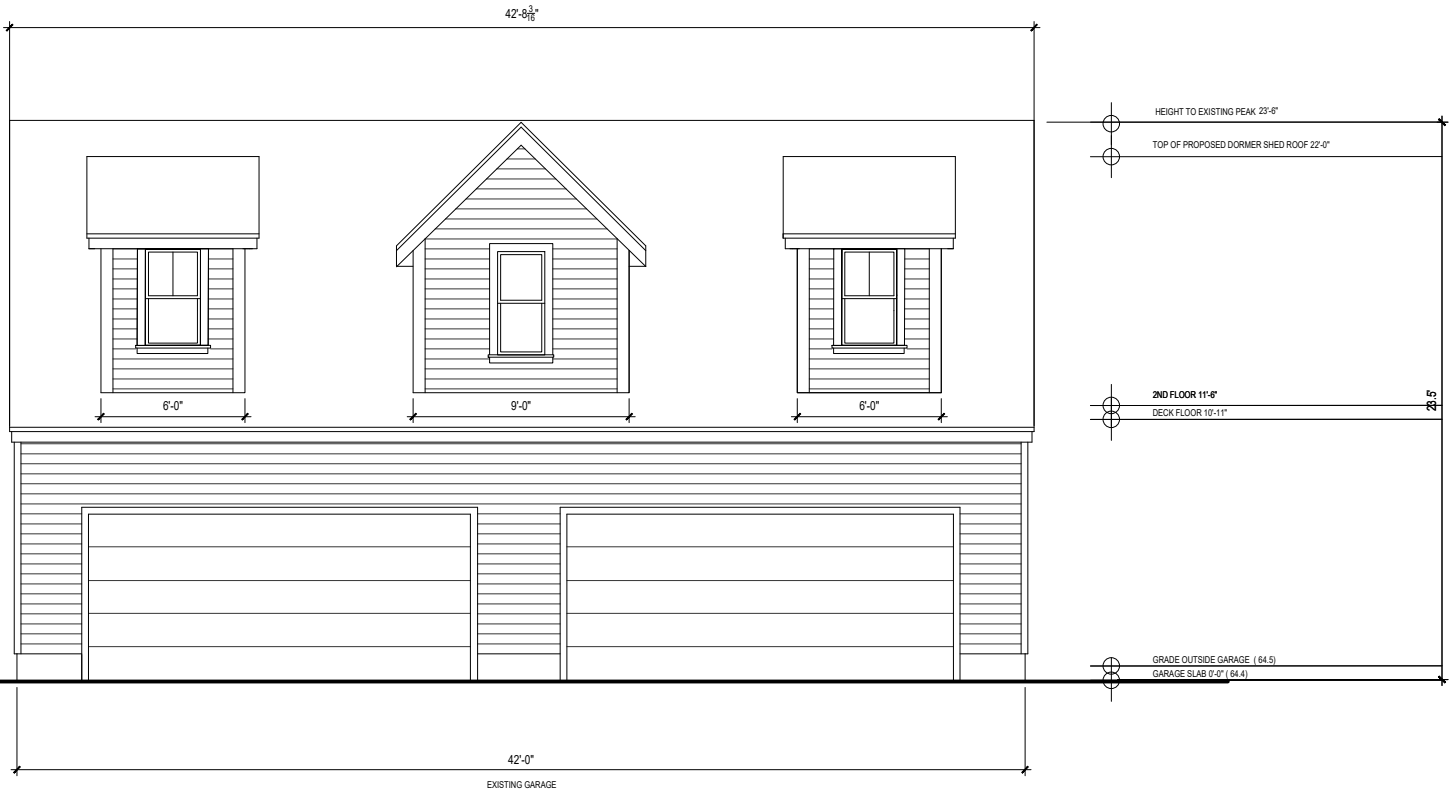 42'-8 3/16"
HEIGHT TO EXISTING PEAK 23'-6"
TOP OF PROPOSED DORMER SHED ROOF 22'-0"
2ND FLOOR 11'-6"
23.5'
6'-0"
9'-0"
6'-0"
DECK FLOOR 10'-11"
GRADE OUTSIDE GARAGE ( 64.5)
GARAGE SLAB 0'-0" ( 64.4)
42'-0"
EXISTING GARAGE